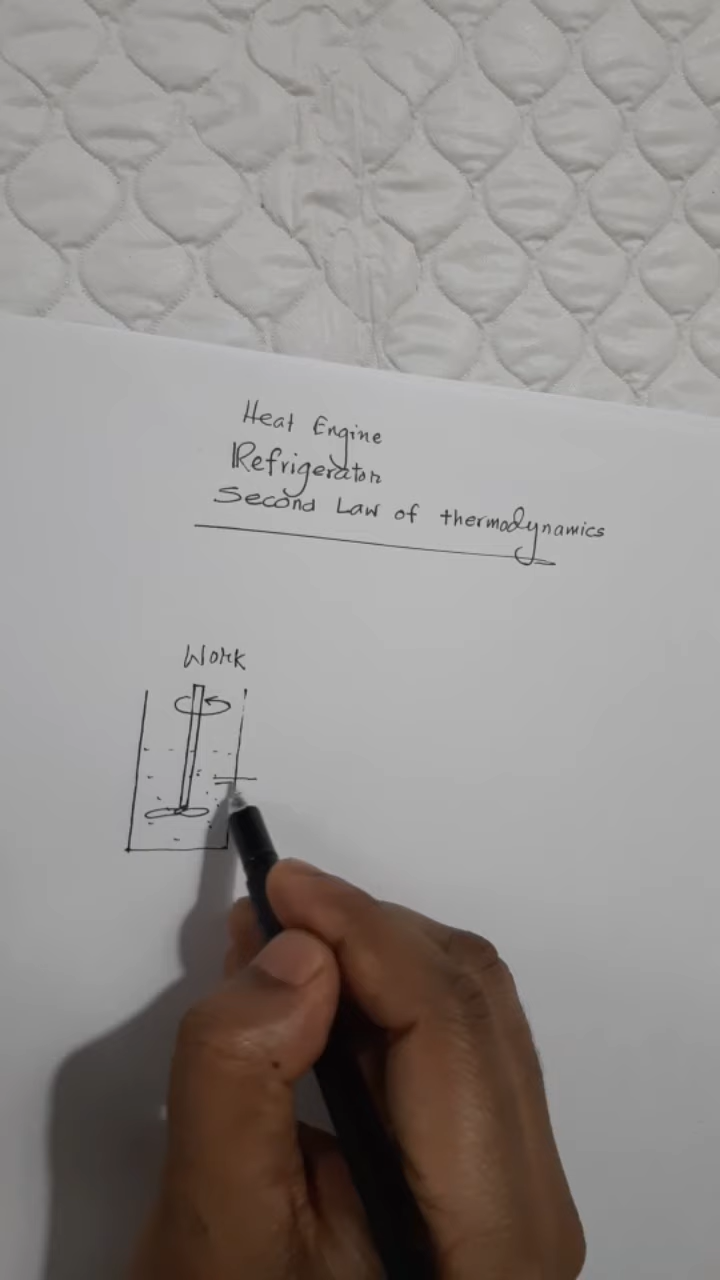 Heat Engine
Refrigerator
Second Law of thermodynamics
Work